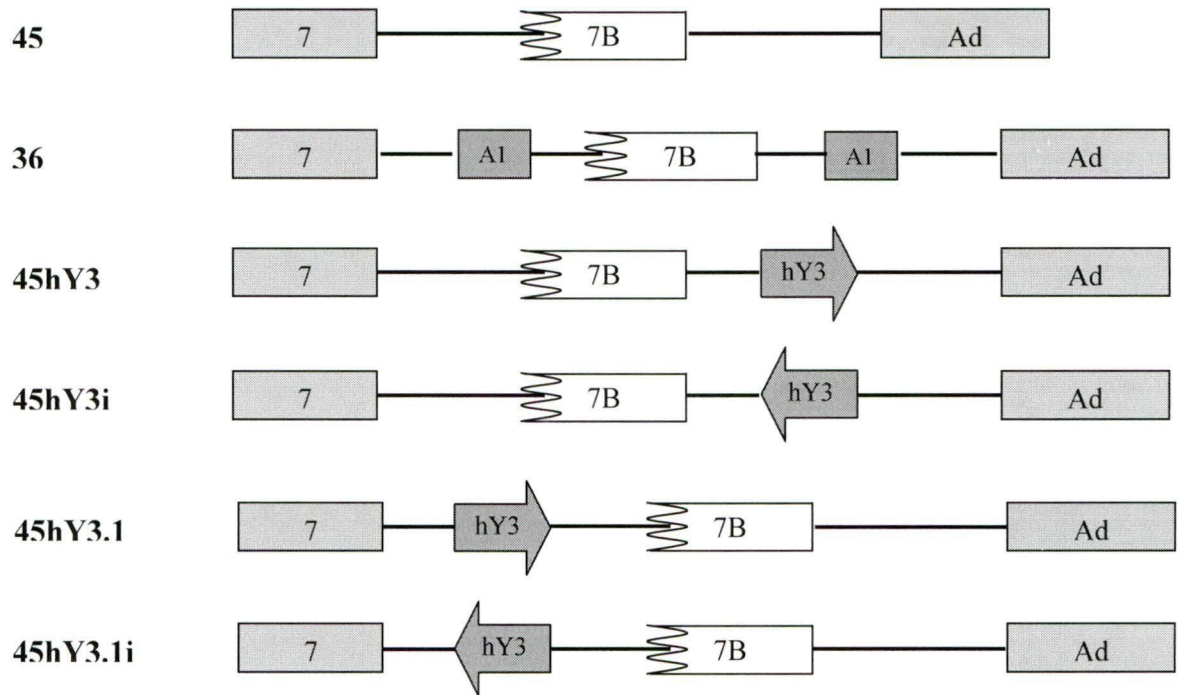 45 7 7B Ad
36 7 A1 7B A1 Ad
45hY3 7 7B hY3 Ad
45hY3i 7 7B hY3 Ad
45hY3.1 7 hY3 7B Ad
45hY3.1i 7 hY3 7B Ad